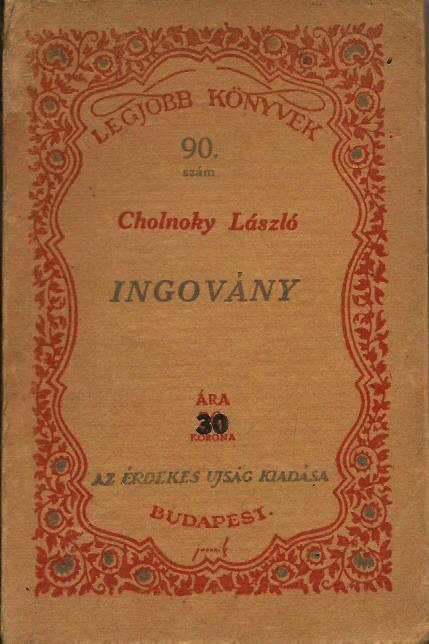 LEGJOBB KÖNYVEK
90.
szám
Cholnoky László
INGOVÁNY
ÁRA
30
KORONA
AZ ÉRDEKES UJSÁG KIADÁSA
BUDAPEST.